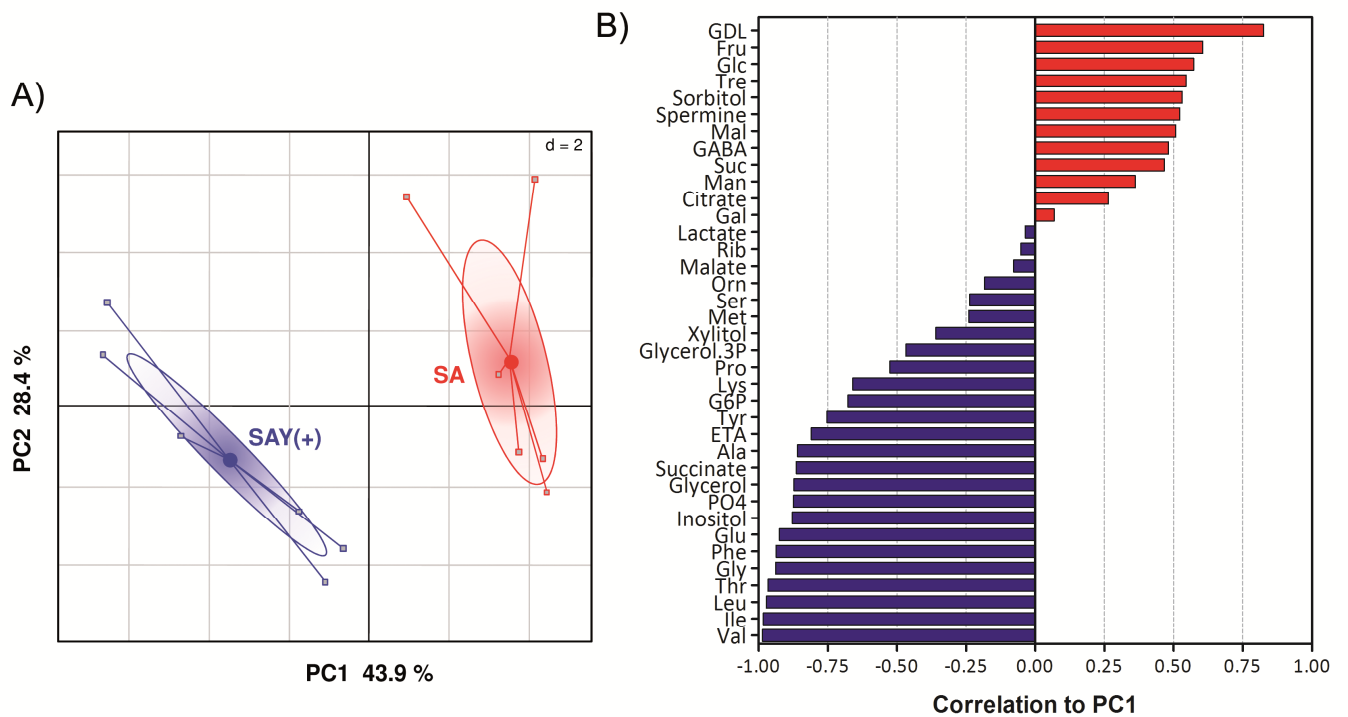 A)
d = 2
SA
SAY(+)
PC2 28.4 %
PC1 43.9 %
B)
GDL
Fru
Glc
Tre
Sorbitol
Spermine
Mal
GABA
Suc
Man
Citrate
Gal
Lactate
Rib
Malate
Orn
Ser
Met
Xylitol
Glycerol.3P
Pro
Lys
G6P
Tyr
ETA
Ala
Succinate
Glycerol
PO4
Inositol
Glu
Phe
Gly
Thr
Leu
Ile
Val
-1.00 -0.75 -0.50 -0.25 0.00 0.25 0.50 0.75 1.00
Correlation to PC1